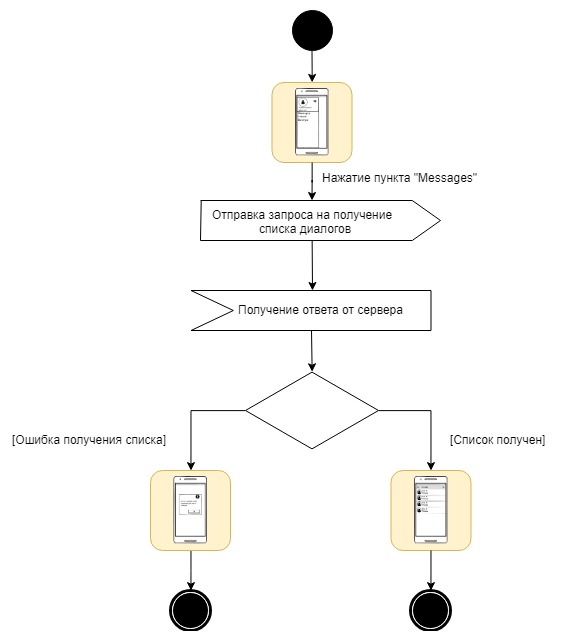 Нажатие пункта "Messages"
Отправка запроса на получение
списка диалогов
Получение ответа от сервера
[Ошибка получения списка]
[Список получен]